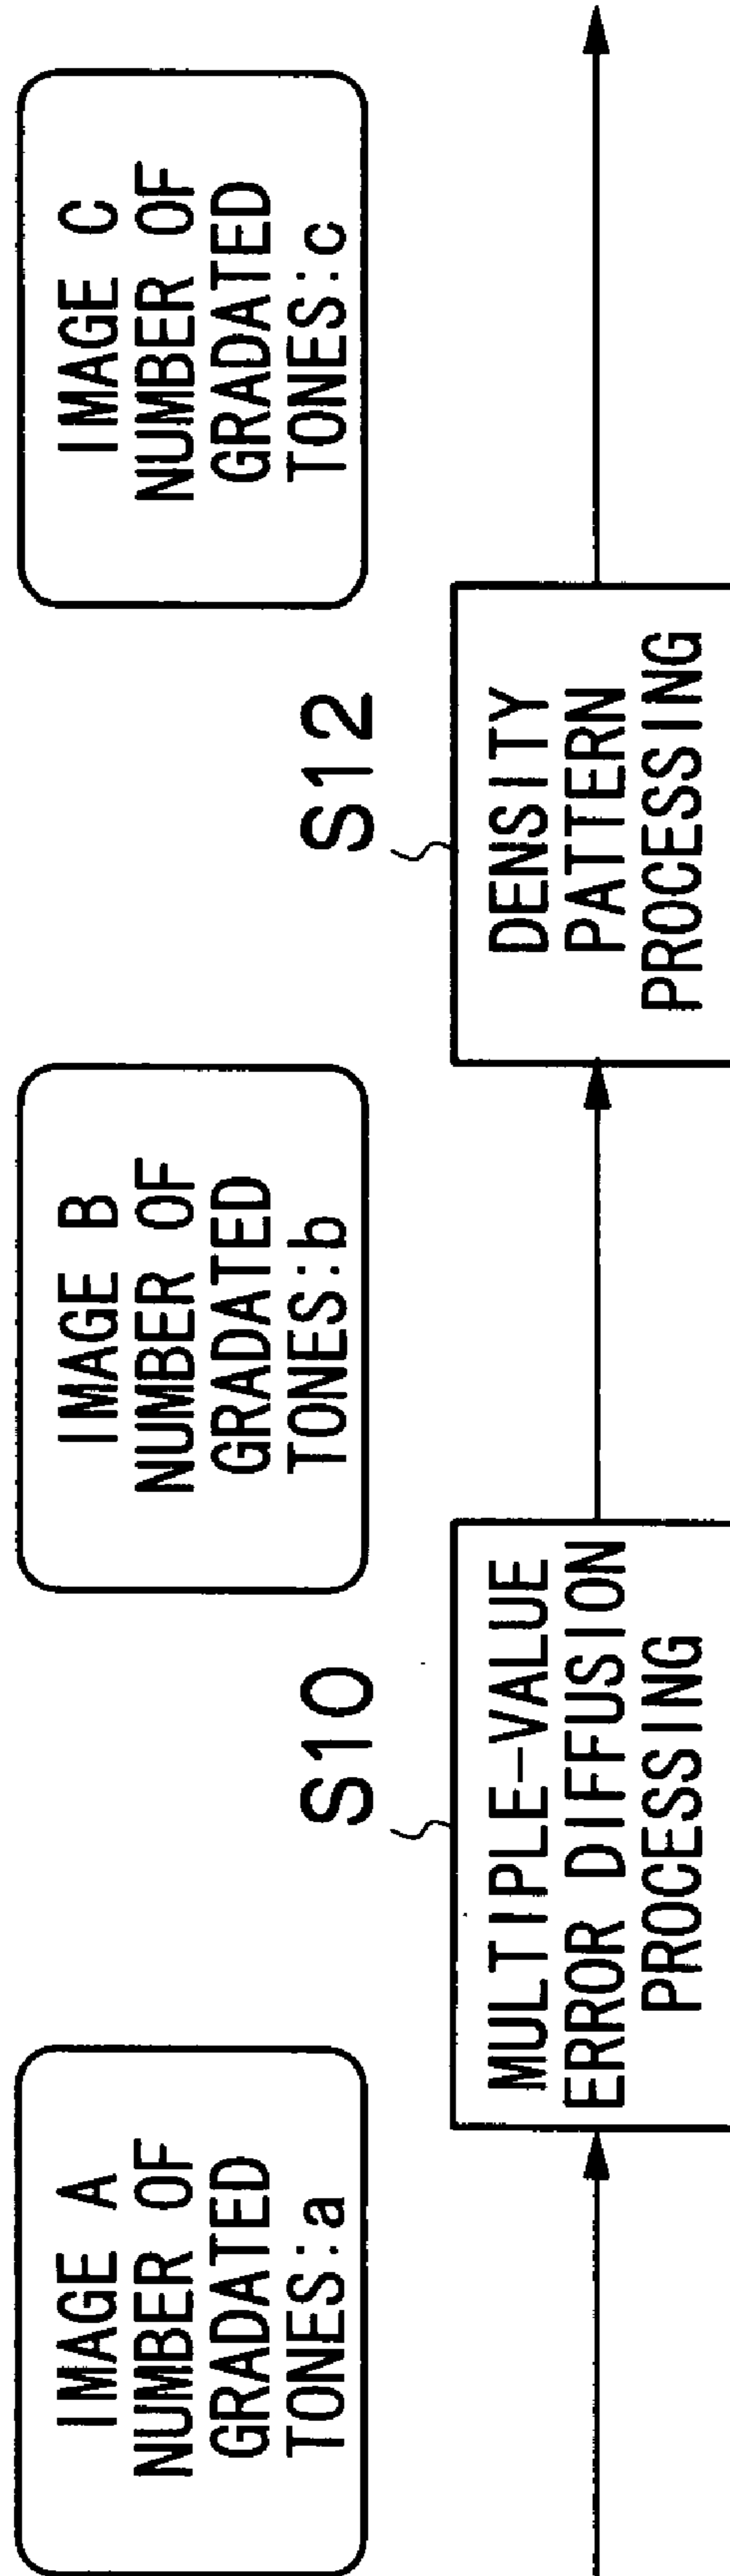 IMAGE A
NUMBER OF
GRADATED
TONES:a
S10
MULTIPLE-VALUE
ERROR DIFFUSION
PROCESSING
IMAGE B
NUMBER OF
GRADATED
TONES:b
S12
DENSITY
PATTERN
PROCESSING
IMAGE C
NUMBER OF
GRADATED
TONES:c